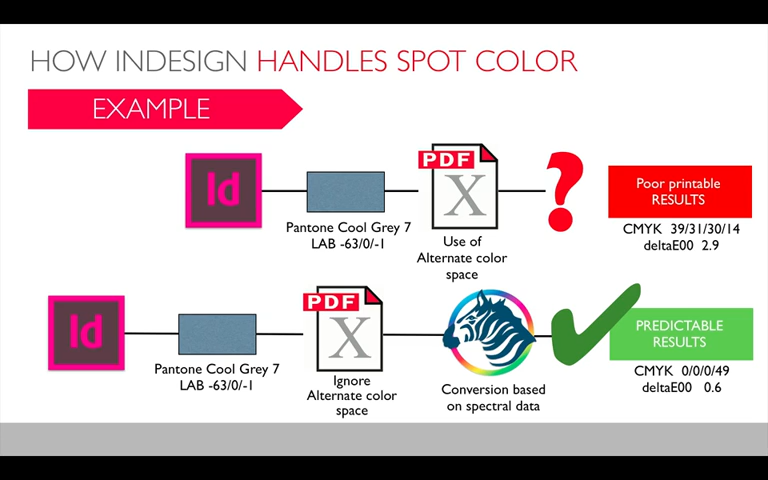 HOW INDESIGN HANDLES SPOT COLOR
EXAMPLE
Id
Pantone Cool Grey 7
LAB -63/0/-1
PDF
X
Use of
Alternate color
space
?
Poor printable
RESULTS
CMYK 39/31/30/14
deltaE00 2.9
Id
Pantone Cool Grey 7
LAB -63/0/-1
PDF
X
Ignore
Alternate color
space
Conversion based
on spectral data
PREDICTABLE
RESULTS
CMYK 0/0/0/49
deltaE00 0.6